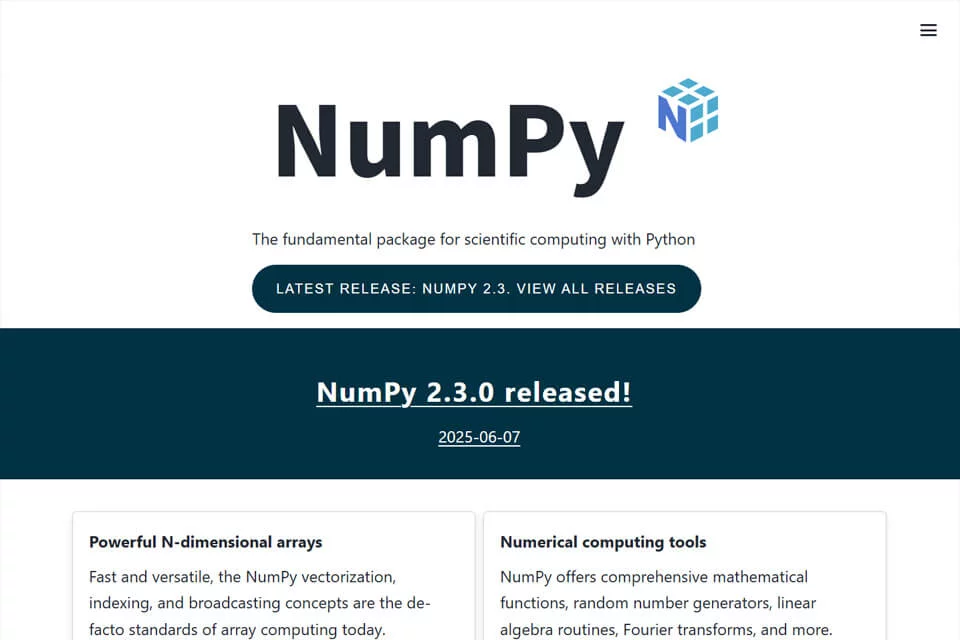 NumPy
The fundamental package for scientific computing with Python
LATEST RELEASE: NUMPY 2.3. VIEW ALL RELEASES
NumPy 2.3.0 released!
2025-06-07
Powerful N-dimensional arrays
Fast and versatile, the NumPy vectorization,
indexing, and broadcasting concepts are the de-
facto standards of array computing today.
Numerical computing tools
NumPy offers comprehensive mathematical
functions, random number generators, linear
algebra routines, Fourier transforms, and more.